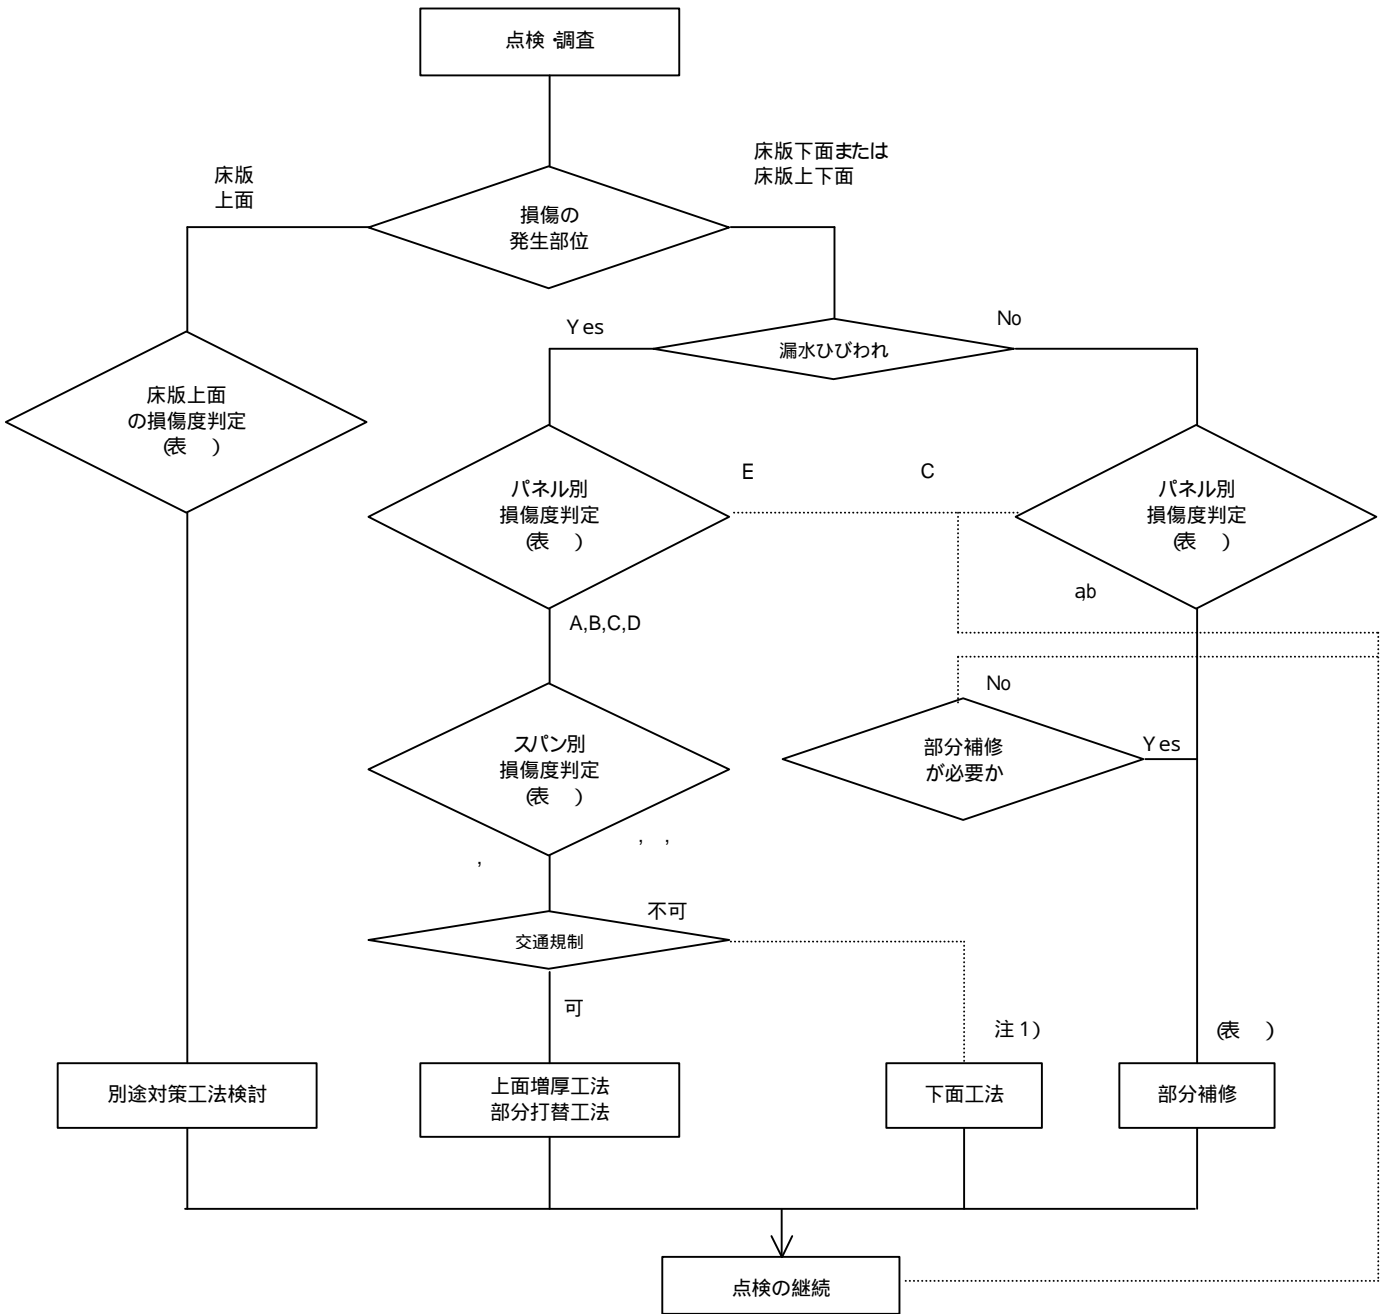 点検・調査
床版
上面
床版下面または
床版上下面
損傷の
発生部位
Yes
No
漏水ひびわれ
床版上面
の損傷度判定
(表　)
E
C
パネル別
損傷度判定
(表　)
パネル別
損傷度判定
(表　)
a,b
A,B,C,D
No
スパン別
損傷度判定
(表　)
部分補修
が必要か
Yes
,　,
,
不可
交通規制
可
注1)
(表　)
別途対策工法検討
上面増厚工法
部分打替工法
下面工法
部分補修
点検の継続